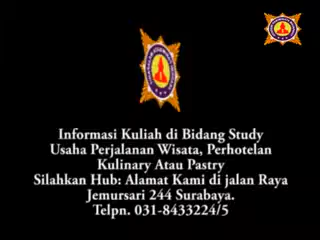 Informasi Kuliah di Bidang Study
Usaha Perjalanan Wisata, Perhotelan
Kulinary Atau Pastry
Silahkan Hub: Alamat Kami di jalan Raya
Jemursari 244 Surabaya.
Telpn. 031-8433224/5